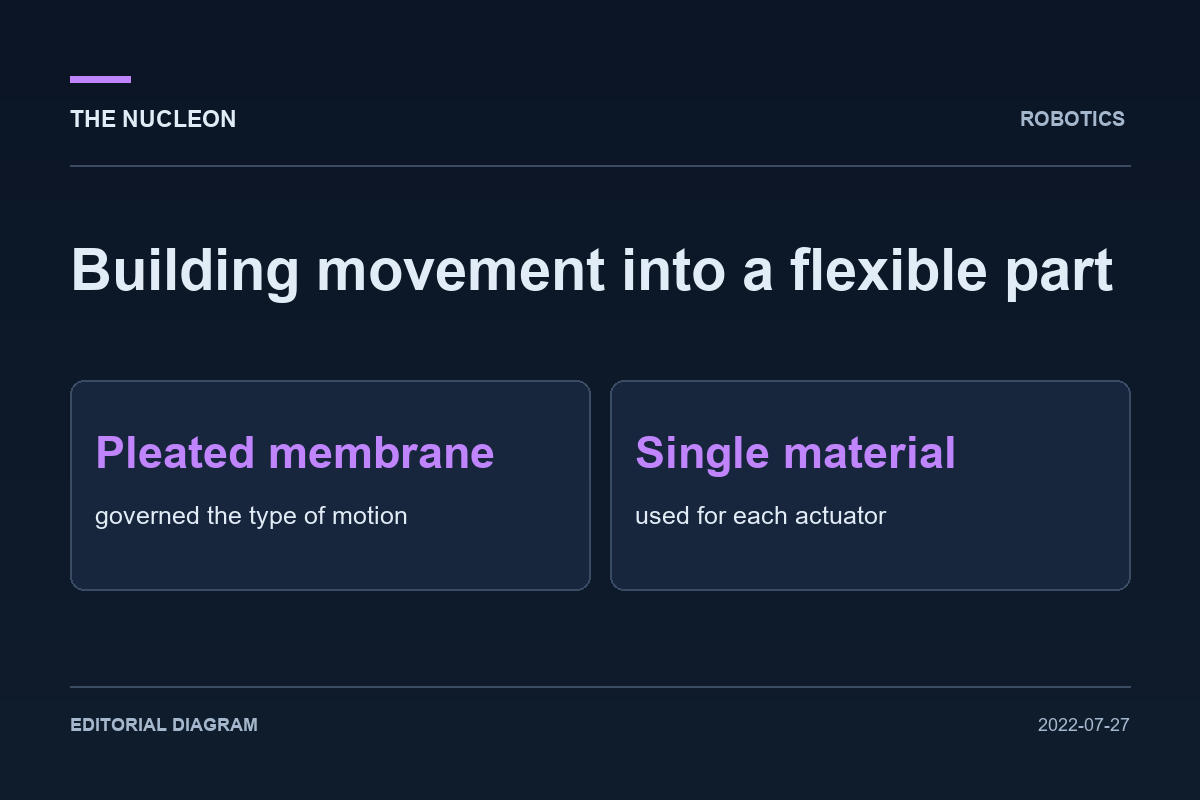 THE NUCLEON
ROBOTICS
Building movement into a flexible part
Pleated membrane
governed the type of motion
Single material
used for each actuator
EDITORIAL DIAGRAM
2022-07-27